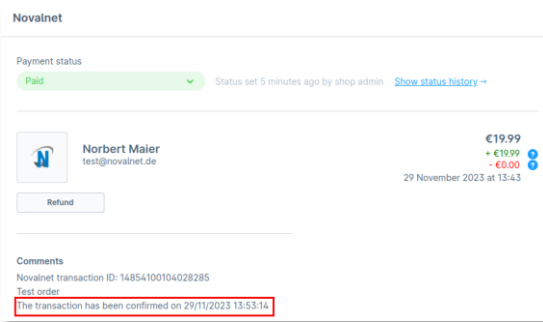 Novalnet
Payment status
Paid
Status set 5 minutes ago by shop admin Show status history →
N
Norbert Maier
test@novalnet.de
€19.99
+ €19.99 ?
- €0.00 ?
29 November 2023 at 13:43
Refund
Comments
Novalnet transaction ID: 14854100104028285
Test order
The transaction has been confirmed on 29/11/2023 13:53:14